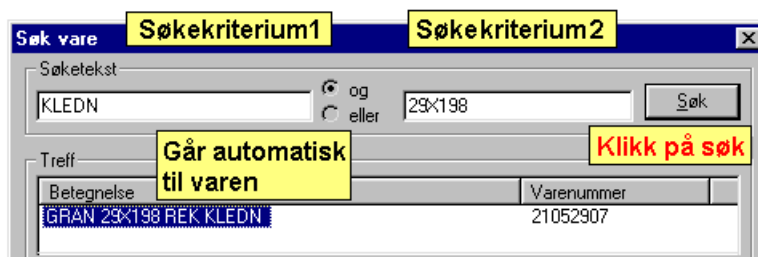 Søkekriterium1
Søkekriterium2
Søk vare
Søketekst
KLEDN
og
eller
29X198
Søk
Klikk på søk
Går automatisk
til varen
Treff
Betegnelse
Varenummer
GRAN 29X198 REK KLEDN
21052907